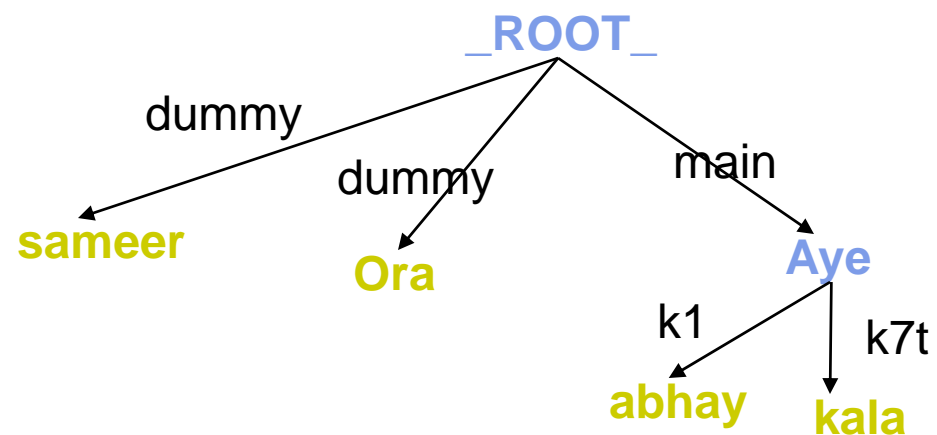 _ROOT_
dummy
dummy
main
sameer
Ora
Aye
k1
k7t
abhay
kala